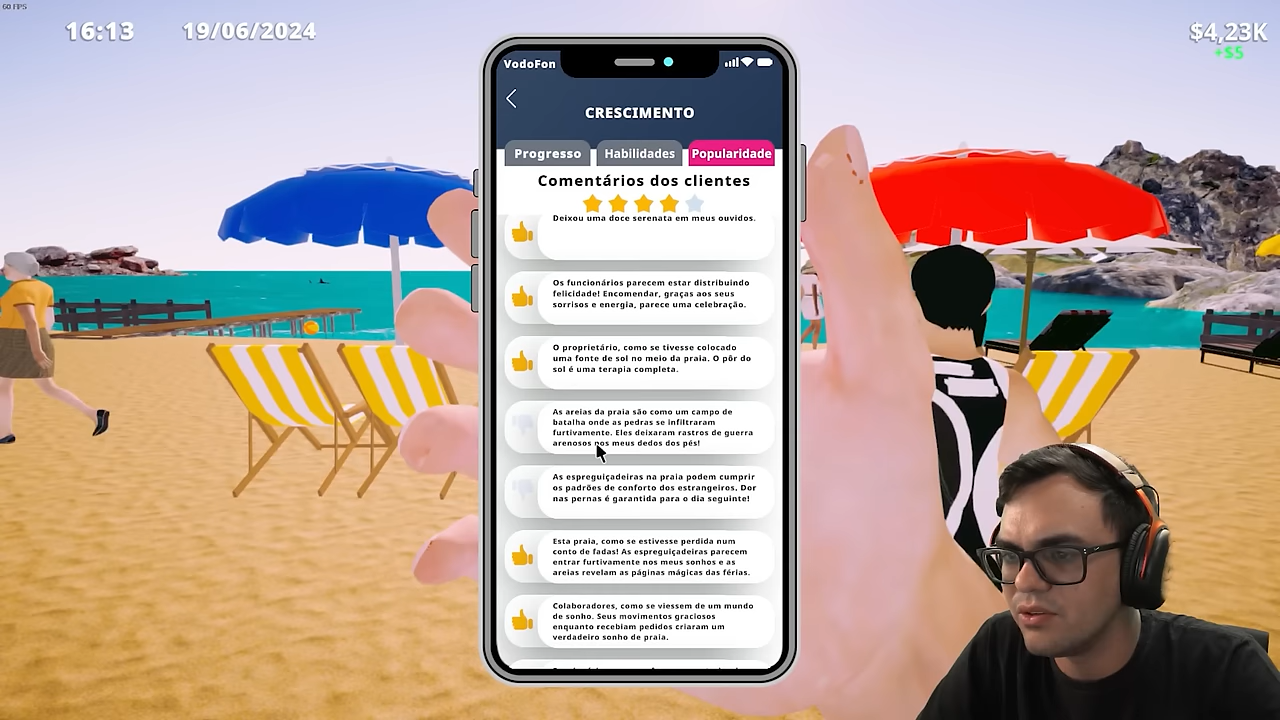 60 FPS
16:13 19/06/2024
$4,23K
+$5
VodoFon
CRESCIMENTO
Progresso Habilidades Popularidade
Comentários dos clientes
Deixou uma doce serenata em meus ouvidos.
Os funcionários parecem estar distribuindo
felicidade! Encomendar, graças aos seus
sorrisos e energia, parece uma celebração.
O proprietário, como se tivesse colocado
uma fonte de sol no meio da praia. O pôr do
sol é uma terapia completa.
As areias da praia são como um campo de
batalha onde as pedras se infiltraram
furtivamente. Eles deixaram rastros de guerra
arenosos nos meus dedos dos pés!
As espreguiçadeiras na praia podem cumprir
os padrões de conforto dos estrangeiros. Dor
nas pernas é garantida para o dia seguinte!
Esta praia, como se estivesse perdida num
conto de fadas! As espreguiçadeiras parecem
entrar furtivamente nos meus sonhos e as
areias revelam as páginas mágicas das férias.
Colaboradores, como se viessem de um mundo
de sonho. Seus movimentos graciosos
enquanto recebiam pedidos criaram um
verdadeiro sonho de praia.